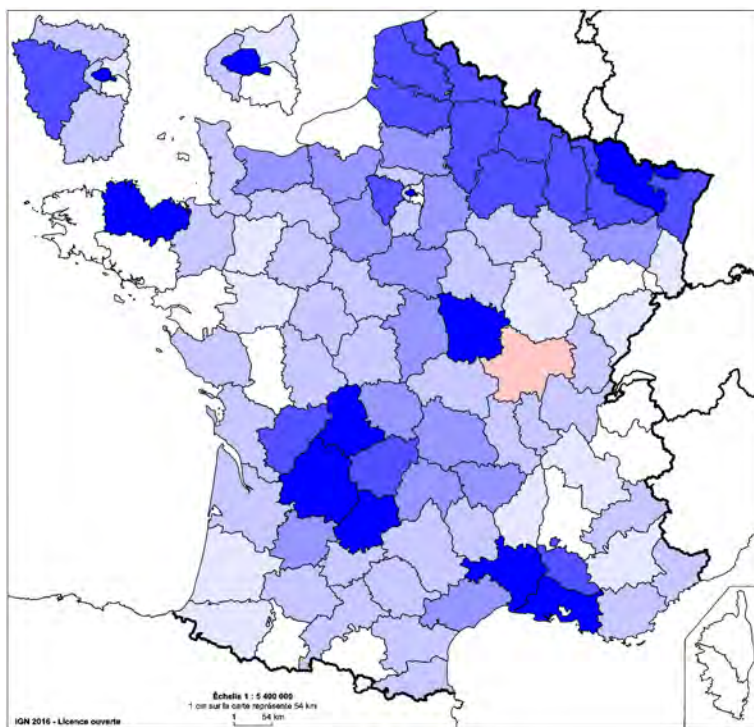 Échelle 1 : 5 400 000
1 cm sur la carte représente 54 km
1 54 km
IGN 2016 - Licence ouverte